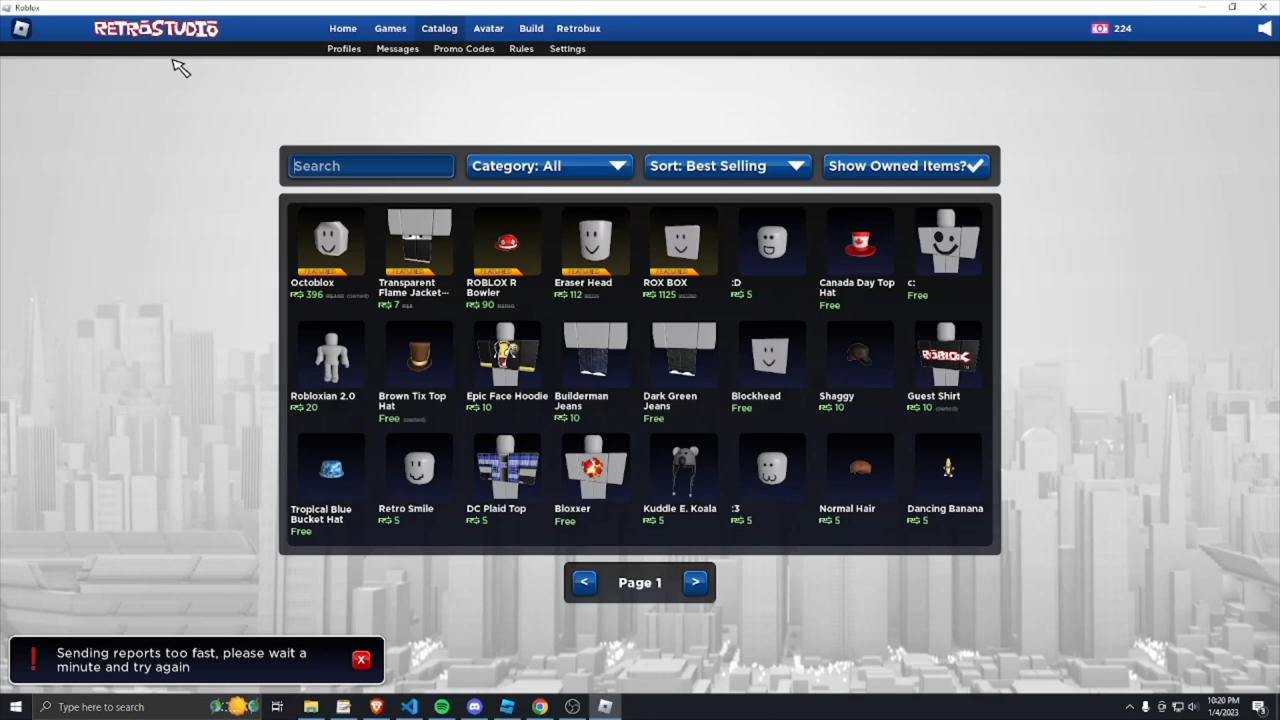 Roblox
RETROSTUDIO
Home Games Catalog Avatar Build Retrobux
224
Profiles Messages Promo Codes Rules Settings
Search
Category: All
Sort: Best Selling
Show Owned Items?
Octoblox
R$ 396 (Owned)
Transparent
Flame Jacket--
R$ 7
ROBLOX R
Bowler
R$ 90
Eraser Head
R$ 112
ROX BOX
R$ 1125
:D
R$ 5
Canada Day Top
Hat
Free
c:
Free
Robloxian 2.0
R$ 20
Brown Tix Top
Hat
Free (Owned)
Epic Face Hoodie
R$ 10
Builderman
Jeans
R$ 10
Dark Green
Jeans
Free
Blockhead
Free
Shaggy
R$ 10
ROBLOX
Guest Shirt
R$ 10 (Owned)
Tropical Blue
Bucket Hat
Free
Retro Smile
R$ 5
DC Plaid Top
R$ 5
Bloxxer
Free
Kuddle E. Koala
R$ 5
:3
R$ 5
Normal Hair
R$ 5
Dancing Banana
R$ 5
< Page 1 >
Sending reports too fast, please wait a
minute and try again
X
Type here to search
10:20 PM
1/4/2023
3